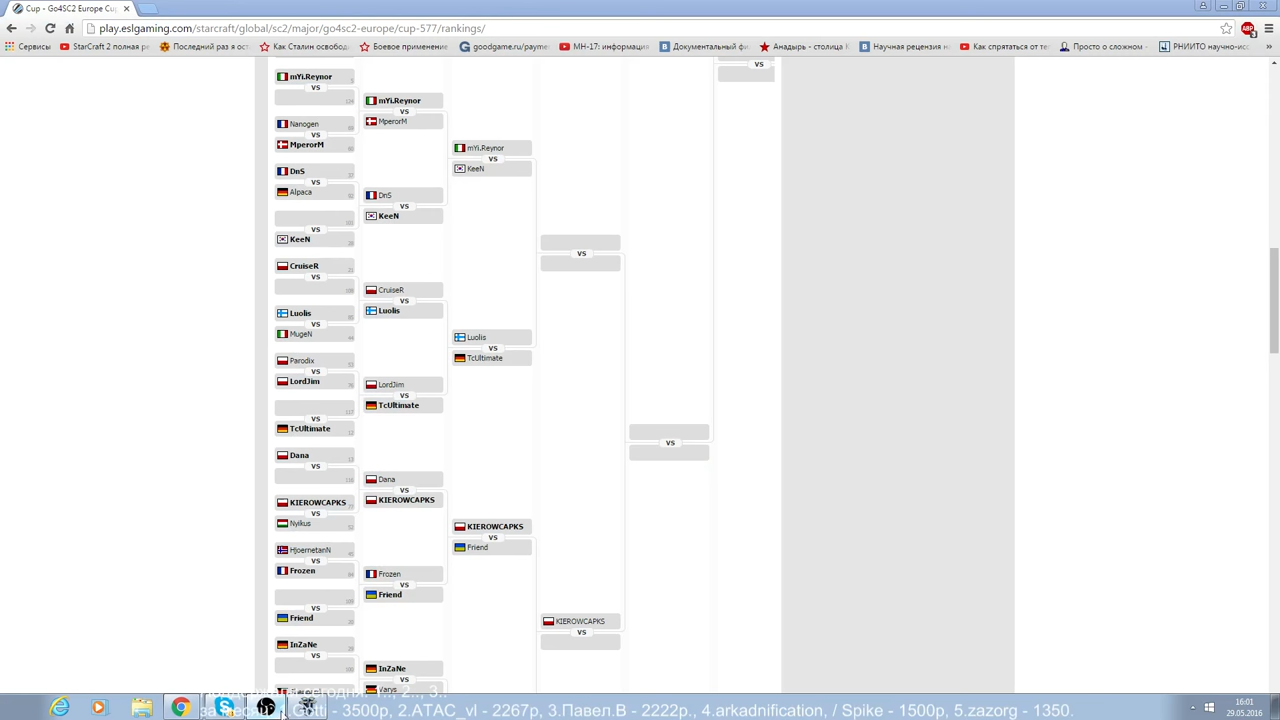 Cup - Go4SC2 Europe Cup
play.eslgaming.com/starcraft/global/sc2/major/go4sc2-europe/cup-577/rankings/
Сервисы
StarCraft 2 полная ре
Последний раз я ост
Как Сталин освобод
Боевое применение
goodgame.ru/payme
МН-17: информация
Документальный фи
Анадырь - столица
Научная рецензия н
Как спрятаться от те
Просто о сложном -
РНИИТО научно-исс
»
VS
mYi.Reynor
VS
mYi.Reynor
VS
MperorM
Nanogen
VS
MperorM
mYi.Reynor
VS
KeeN
DnS
VS
Alpaca
DnS
VS
KeeN
VS
KeeN
VS
CruiseR
VS
CruiseR
VS
Luolis
Luolis
VS
MugeN
Luolis
VS
TcUltimate
Parodix
VS
LordJim
LordJim
VS
TcUltimate
VS
TcUltimate
VS
Dana
VS
Dana
VS
KIEROWCAPKS
KIEROWCAPKS
VS
Nyikus
KIEROWCAPKS
VS
Friend
HjoernetanN
VS
Frozen
Frozen
VS
Friend
VS
Friend
KIEROWCAPKS
VS
InZaNe
VS
InZaNe
VS
Varys
сегодня: 1.., 2.., 3..
Gotti - 3500р, 2.ATAC_vl - 2267р, 3.Павел.В - 2222р., 4.arkadnification, / Spike - 1500р, 5.zazorg - 1350.
16:01
29.05.2016